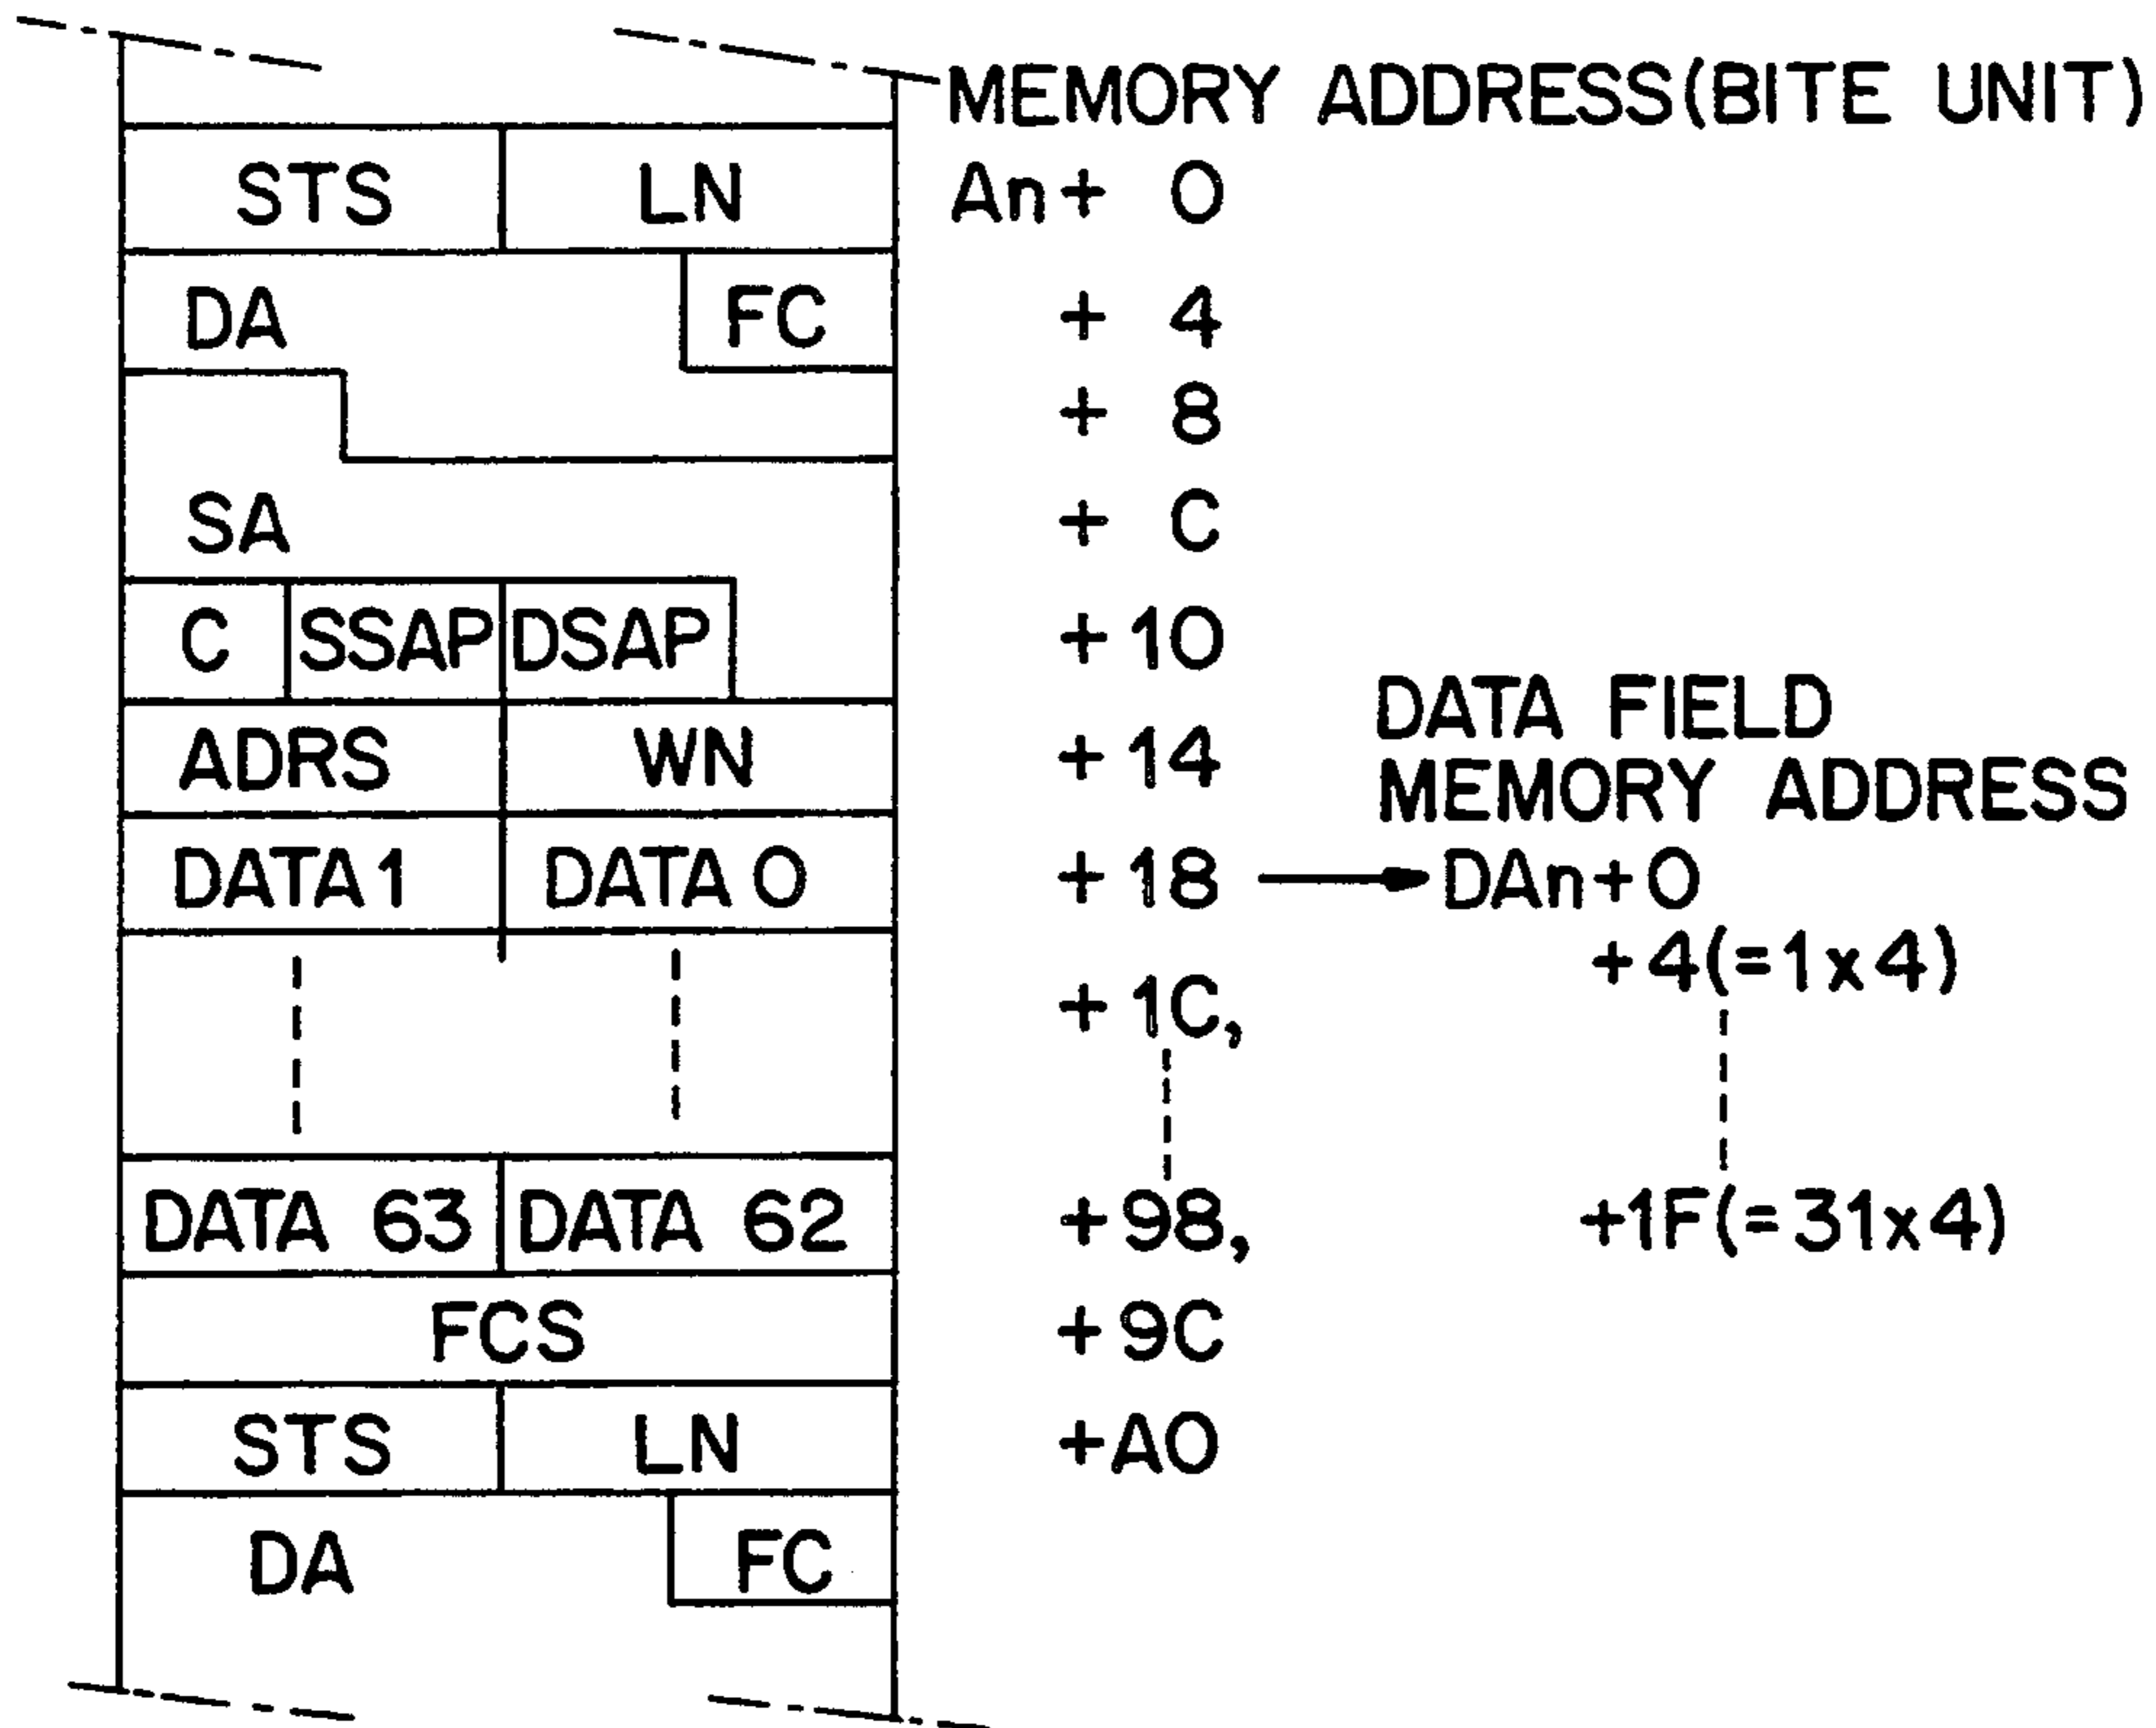 MEMORY ADDRESS(BITE UNIT)
STS LN An+ 0
DA FC + 4
+ 8
SA + C
C SSAP DSAP +10
ADRS WN +14
DATA FIELD
MEMORY ADDRESS
DATA1 DATA 0 +18 DAn+0
+4(=1x4)
+1C,
DATA 63 DATA 62 +98, +1F(=31x4)
FCS +9C
STS LN +A0
DA FC